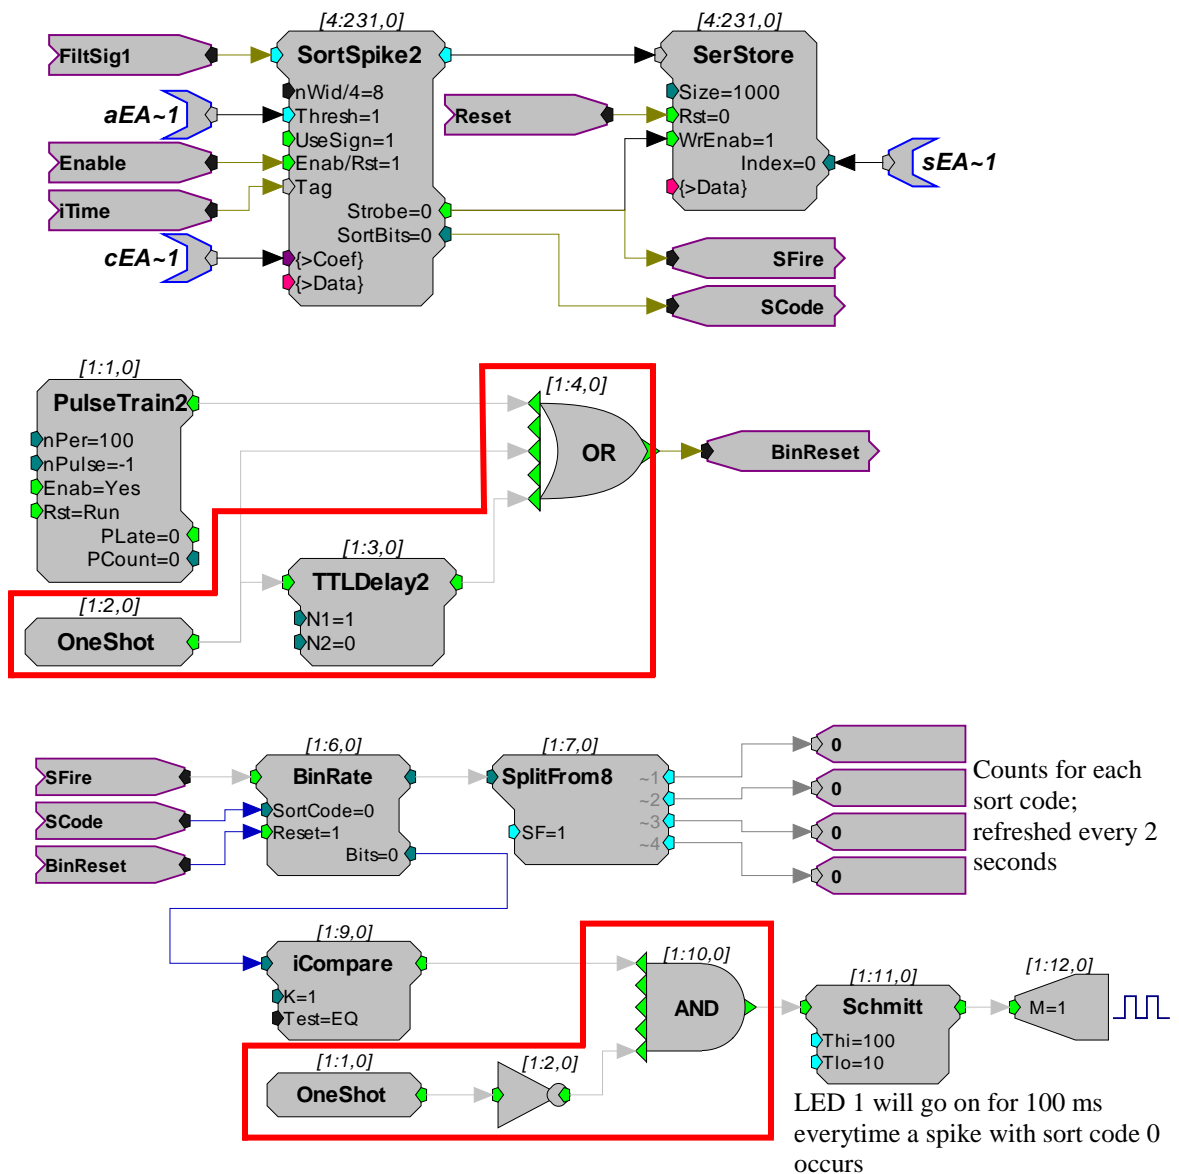 [4:231,0]
[4:231,0]
FiltSig1
SortSpike2
SerStore
nWid/4=8
Size=1000
aEA~1
Thresh=1
Reset
Rst=0
UseSign=1
WrEnab=1
Enable
Enab/Rst=1
Index=0
sEA~1
iTime
Tag
{>Data}
Strobe=0
SortBits=0
cEA~1
{>Coef}
SFire
{>Data}
SCode
[1:1,0]
[1:4,0]
PulseTrain2
nPer=100
nPulse=-1
OR
BinReset
Enab=Yes
Rst=Run
PLate=0
PCount=0
[1:3,0]
TTLDelay2
[1:2,0]
N1=1
OneShot
N2=0
[1:6,0]
[1:7,0]
0
SFire
BinRate
SplitFrom8
~1
Counts for each
0
~2
sort code;
SCode
SortCode=0
~3
0
refreshed every 2
BinReset
Reset=1
SF=1
~4
seconds
Bits=0
0
[1:9,0]
[1:10,0]
iCompare
[1:11,0]
[1:12,0]
K=1
AND
Schmitt
M=1
Test=EQ
Thi=100
[1:1,0]
[1:2,0]
Tlo=10
OneShot
LED 1 will go on for 100 ms
everytime a spike with sort code 0
occurs